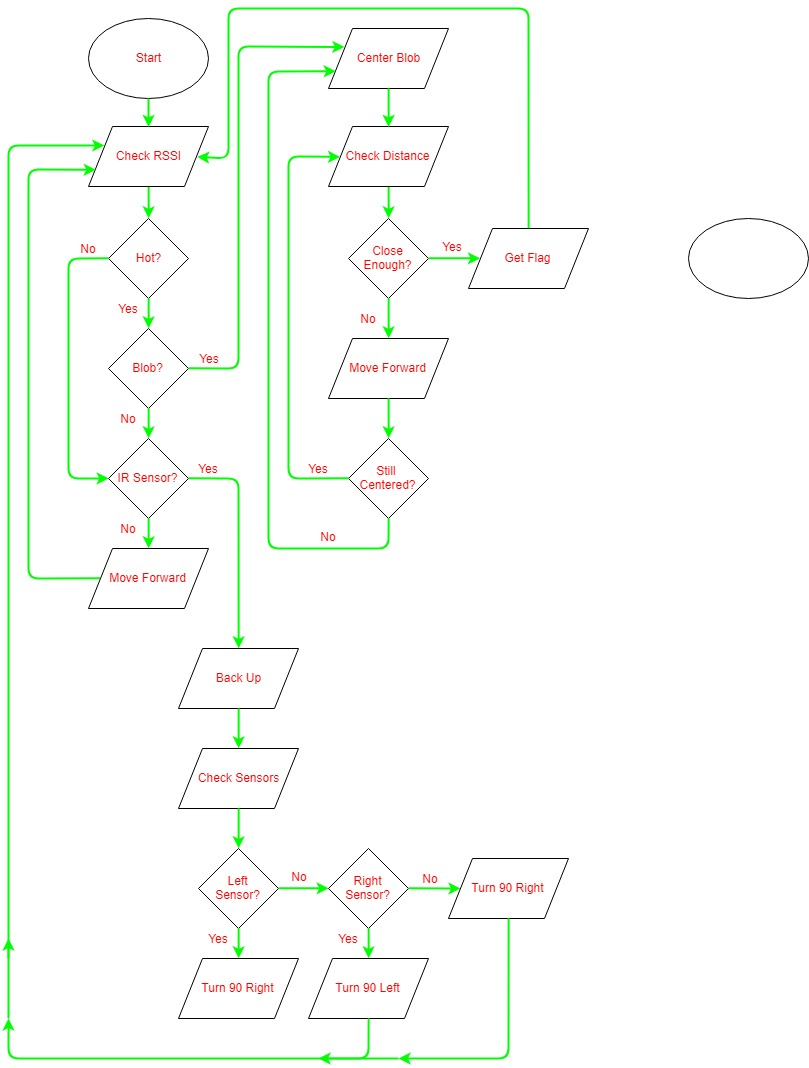 Start
Check RSSI
Hot?
No
Yes
Blob?
Yes
No
IR Sensor?
Yes
No
Move Forward
Center Blob
Check Distance
Close
Enough?
Yes
Get Flag
No
Move Forward
Still
Centered?
Yes
No
Back Up
Check Sensors
Left
Sensor?
No
Right
Sensor?
No
Turn 90 Right
Yes
Yes
Turn 90 Right
Turn 90 Left